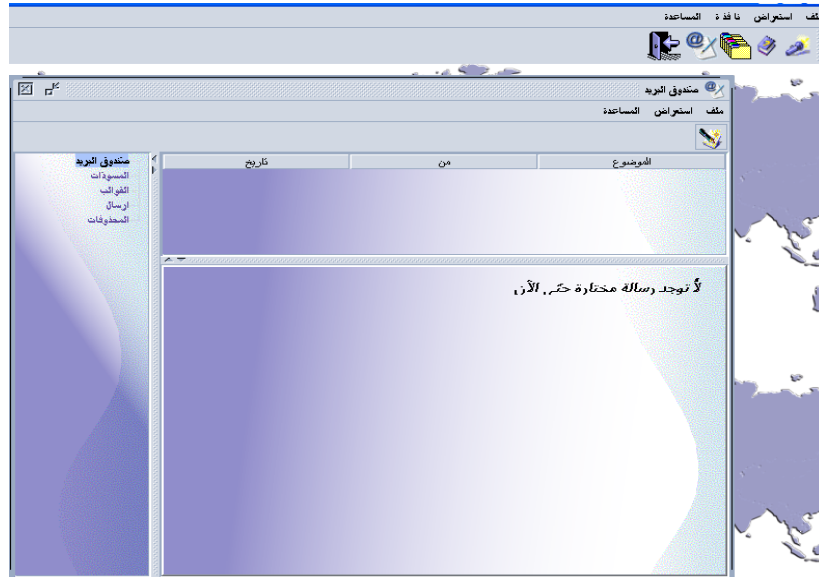 ملف استعراض نافذة المساعدة
صندوق البريد
ملف استعراض المساعدة
الموضوع من تاريخ
صندوق البريد
المسودات
القوالب
ارسال
المحذوفات
لأ توجد رسالة مختارة حتى الآن